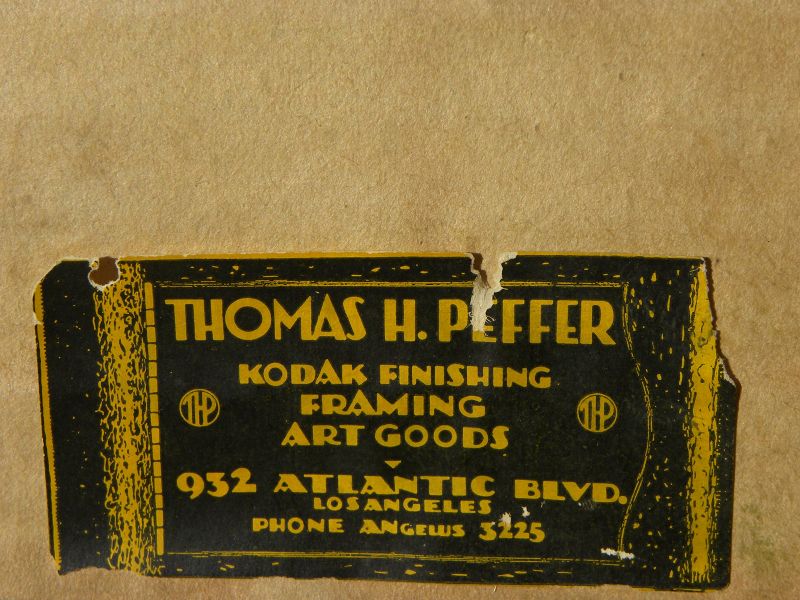 THOMAS H. PEFFER
KODAK FINISHING
FRAMING
ART GOODS
THP
THP
932 ATLANTIC BLVD.
LOS ANGELES
PHONE ANGELUS 3225